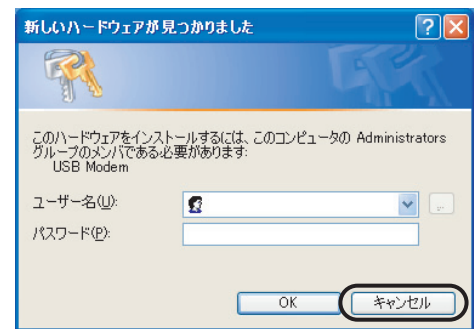 新しいハードウェアが見つかりました
このハードウェアをインストールするには、このコンピュータの Administrators
グループのメンバである必要があります:
USB Modem
ユーザー名(U):
パスワード(P):
OK キャンセル